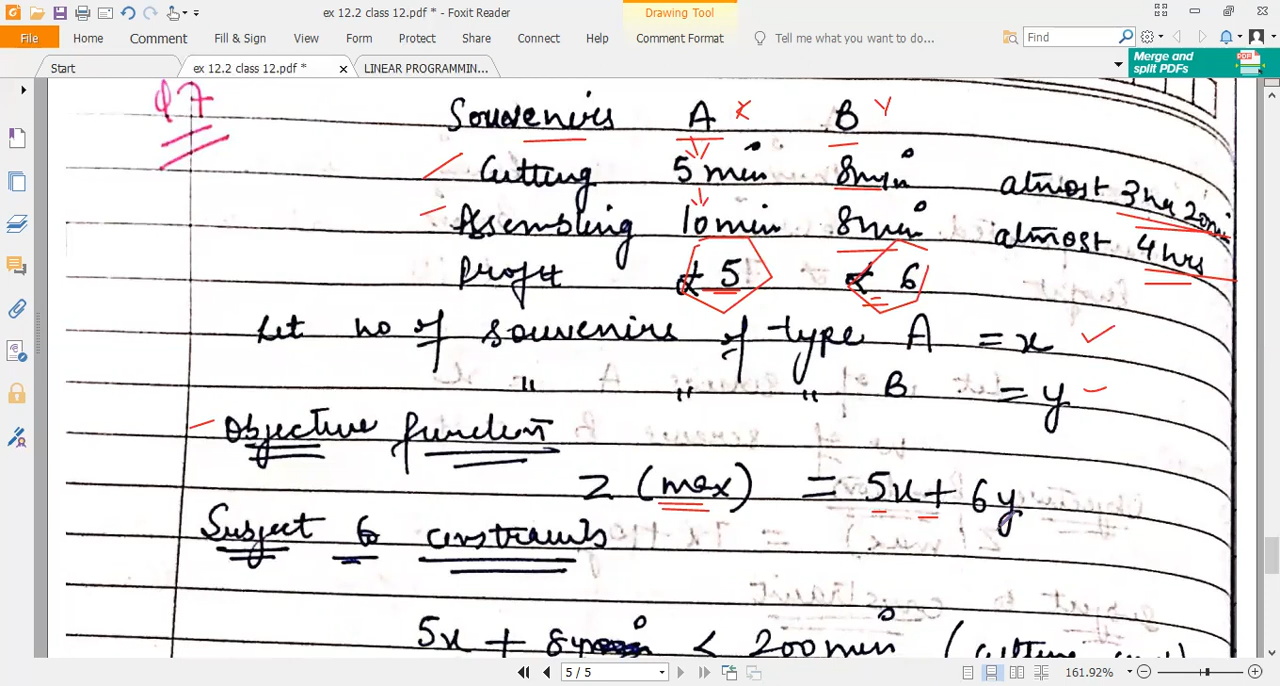 ex 12.2 class 12.pdf * - Foxit Reader
Drawing Tool
File Home Comment Fill & Sign View Form Protect Share Connect Help Comment Format Tell me what you want to do... Find
Start ex 12.2 class 12.pdf * LINEAR PROGRAMMIN...
Merge and
split PDFs
Q7
Souvenirs A x B y
Cutting 5 min 8 min atmost 3 hr 20 min
Assembling 10 min 8 min atmost 4 hrs
Profit ₹ 5 ₹ 6
Let no of souvenirs of type A = x
" " " B = y
Objective function
Z (max) = 5x + 6y
Subject to constraints
5x + 8y < 200 min
5 / 5 161.92%